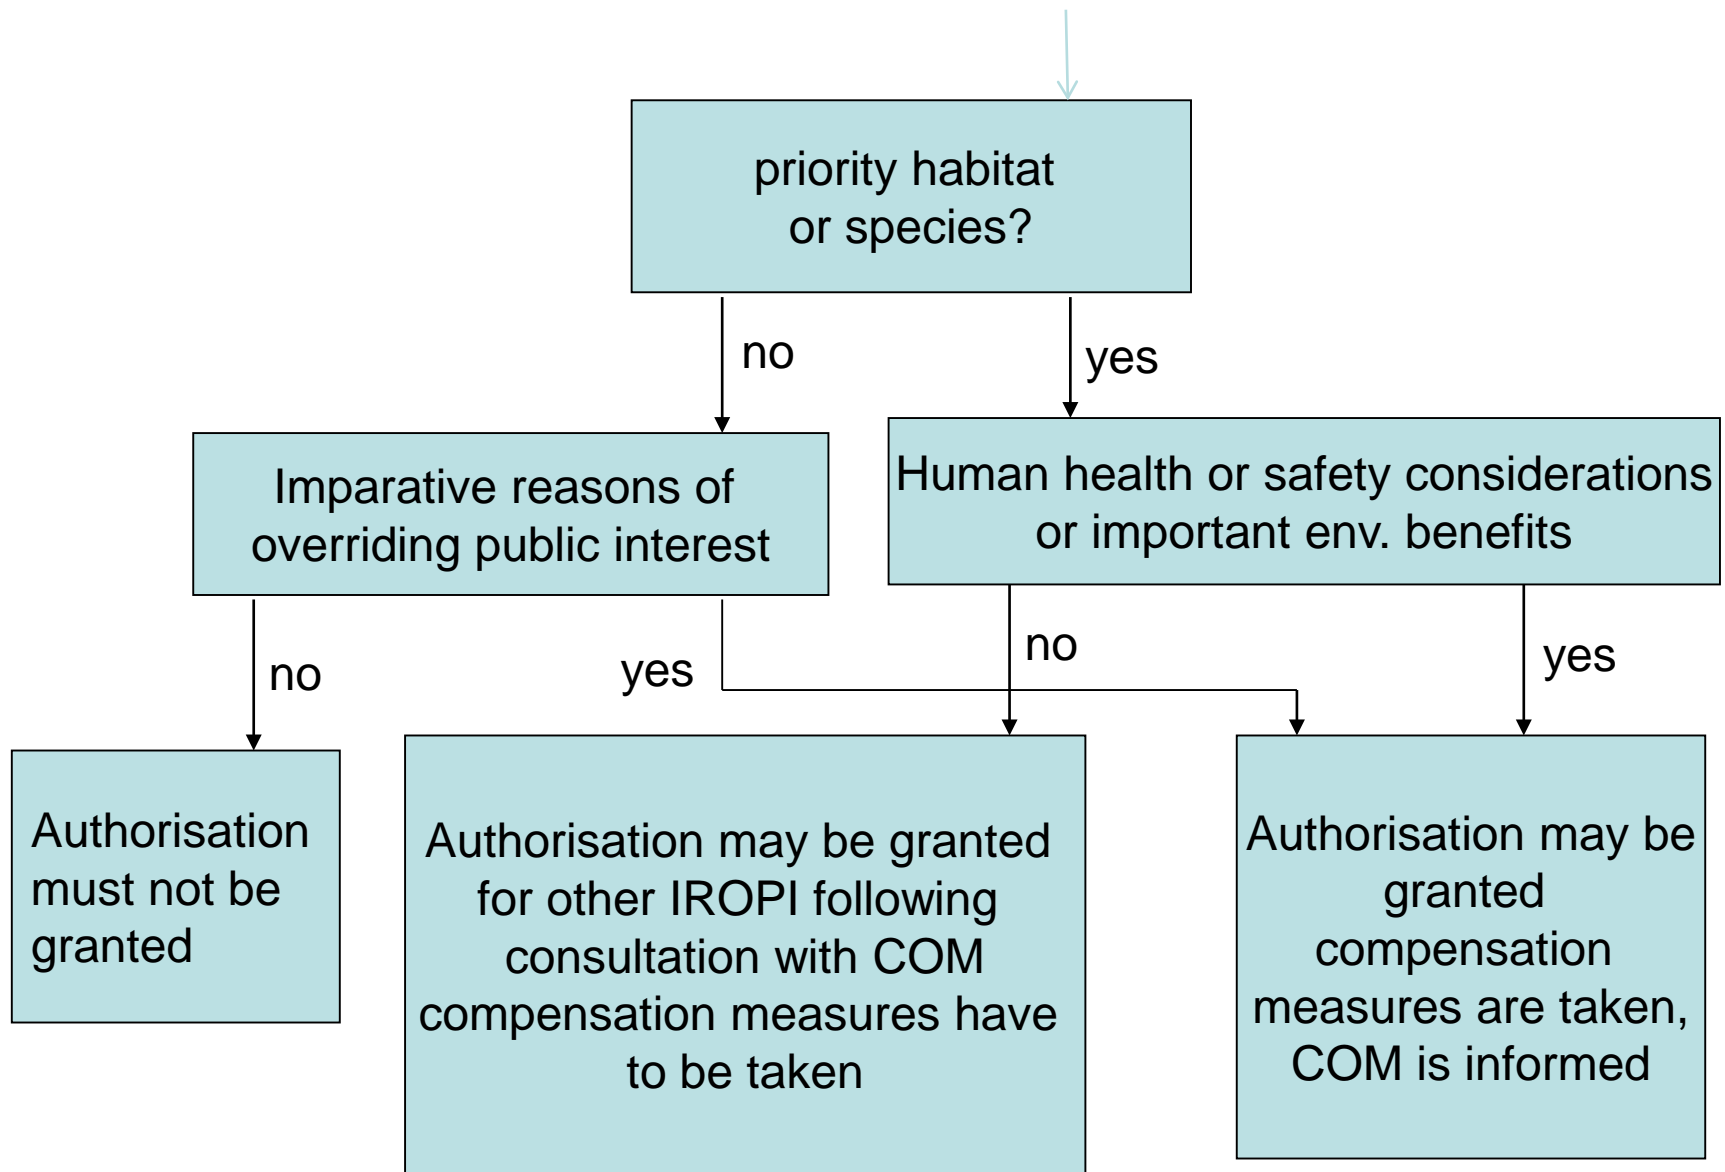 priority habitat
or species?
no
yes
Imparative reasons of
overriding public interest
Human health or safety considerations
or important env. benefits
no
yes
no
yes
Authorisation
must not be
granted
Authorisation may be granted
for other IROPI following
consultation with COM
compensation measures have
to be taken
Authorisation may be
granted
compensation
measures are taken,
COM is informed